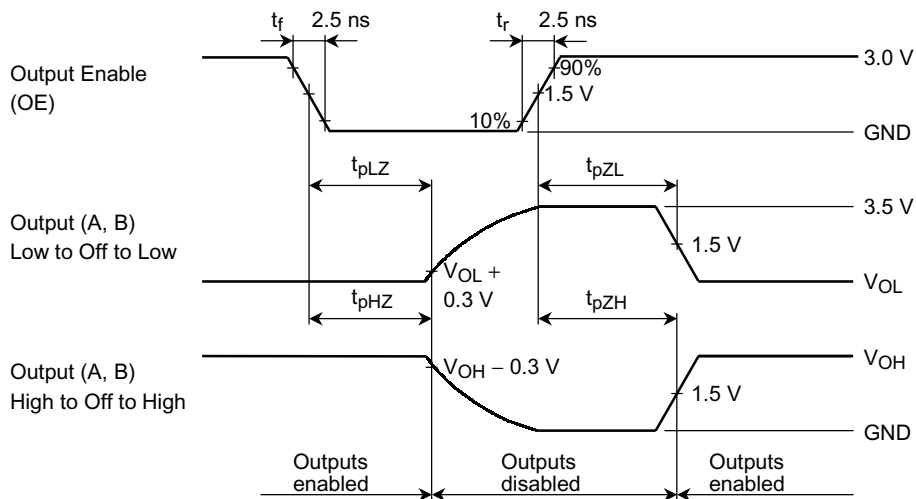 tf 2.5 ns tr 2.5 ns
Output Enable
(OE)
90%
1.5 V
10%
3.0 V
GND
tpLZ tpZL
Output (A, B)
Low to Off to Low
3.5 V
1.5 V
VOL +
0.3 V
VOL
tpHZ tpZH
Output (A, B)
High to Off to High
VOH − 0.3 V
VOH
1.5 V
GND
Outputs
enabled
Outputs
disabled
Outputs
enabled